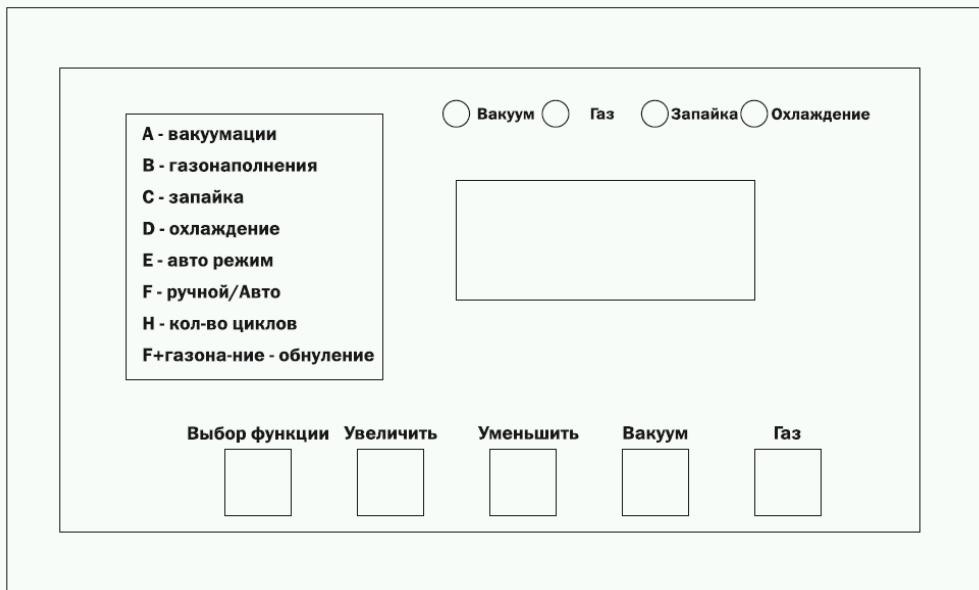 Вакуум Газ Запайка Охлаждение
A - вакуумации
B - газонаполнения
C - запайка
D - охлаждение
E - авто режим
F - ручной/Авто
H - кол-во циклов
F+газона-ние - обнуление
Выбор функции Увеличить Уменьшить Вакуум Газ